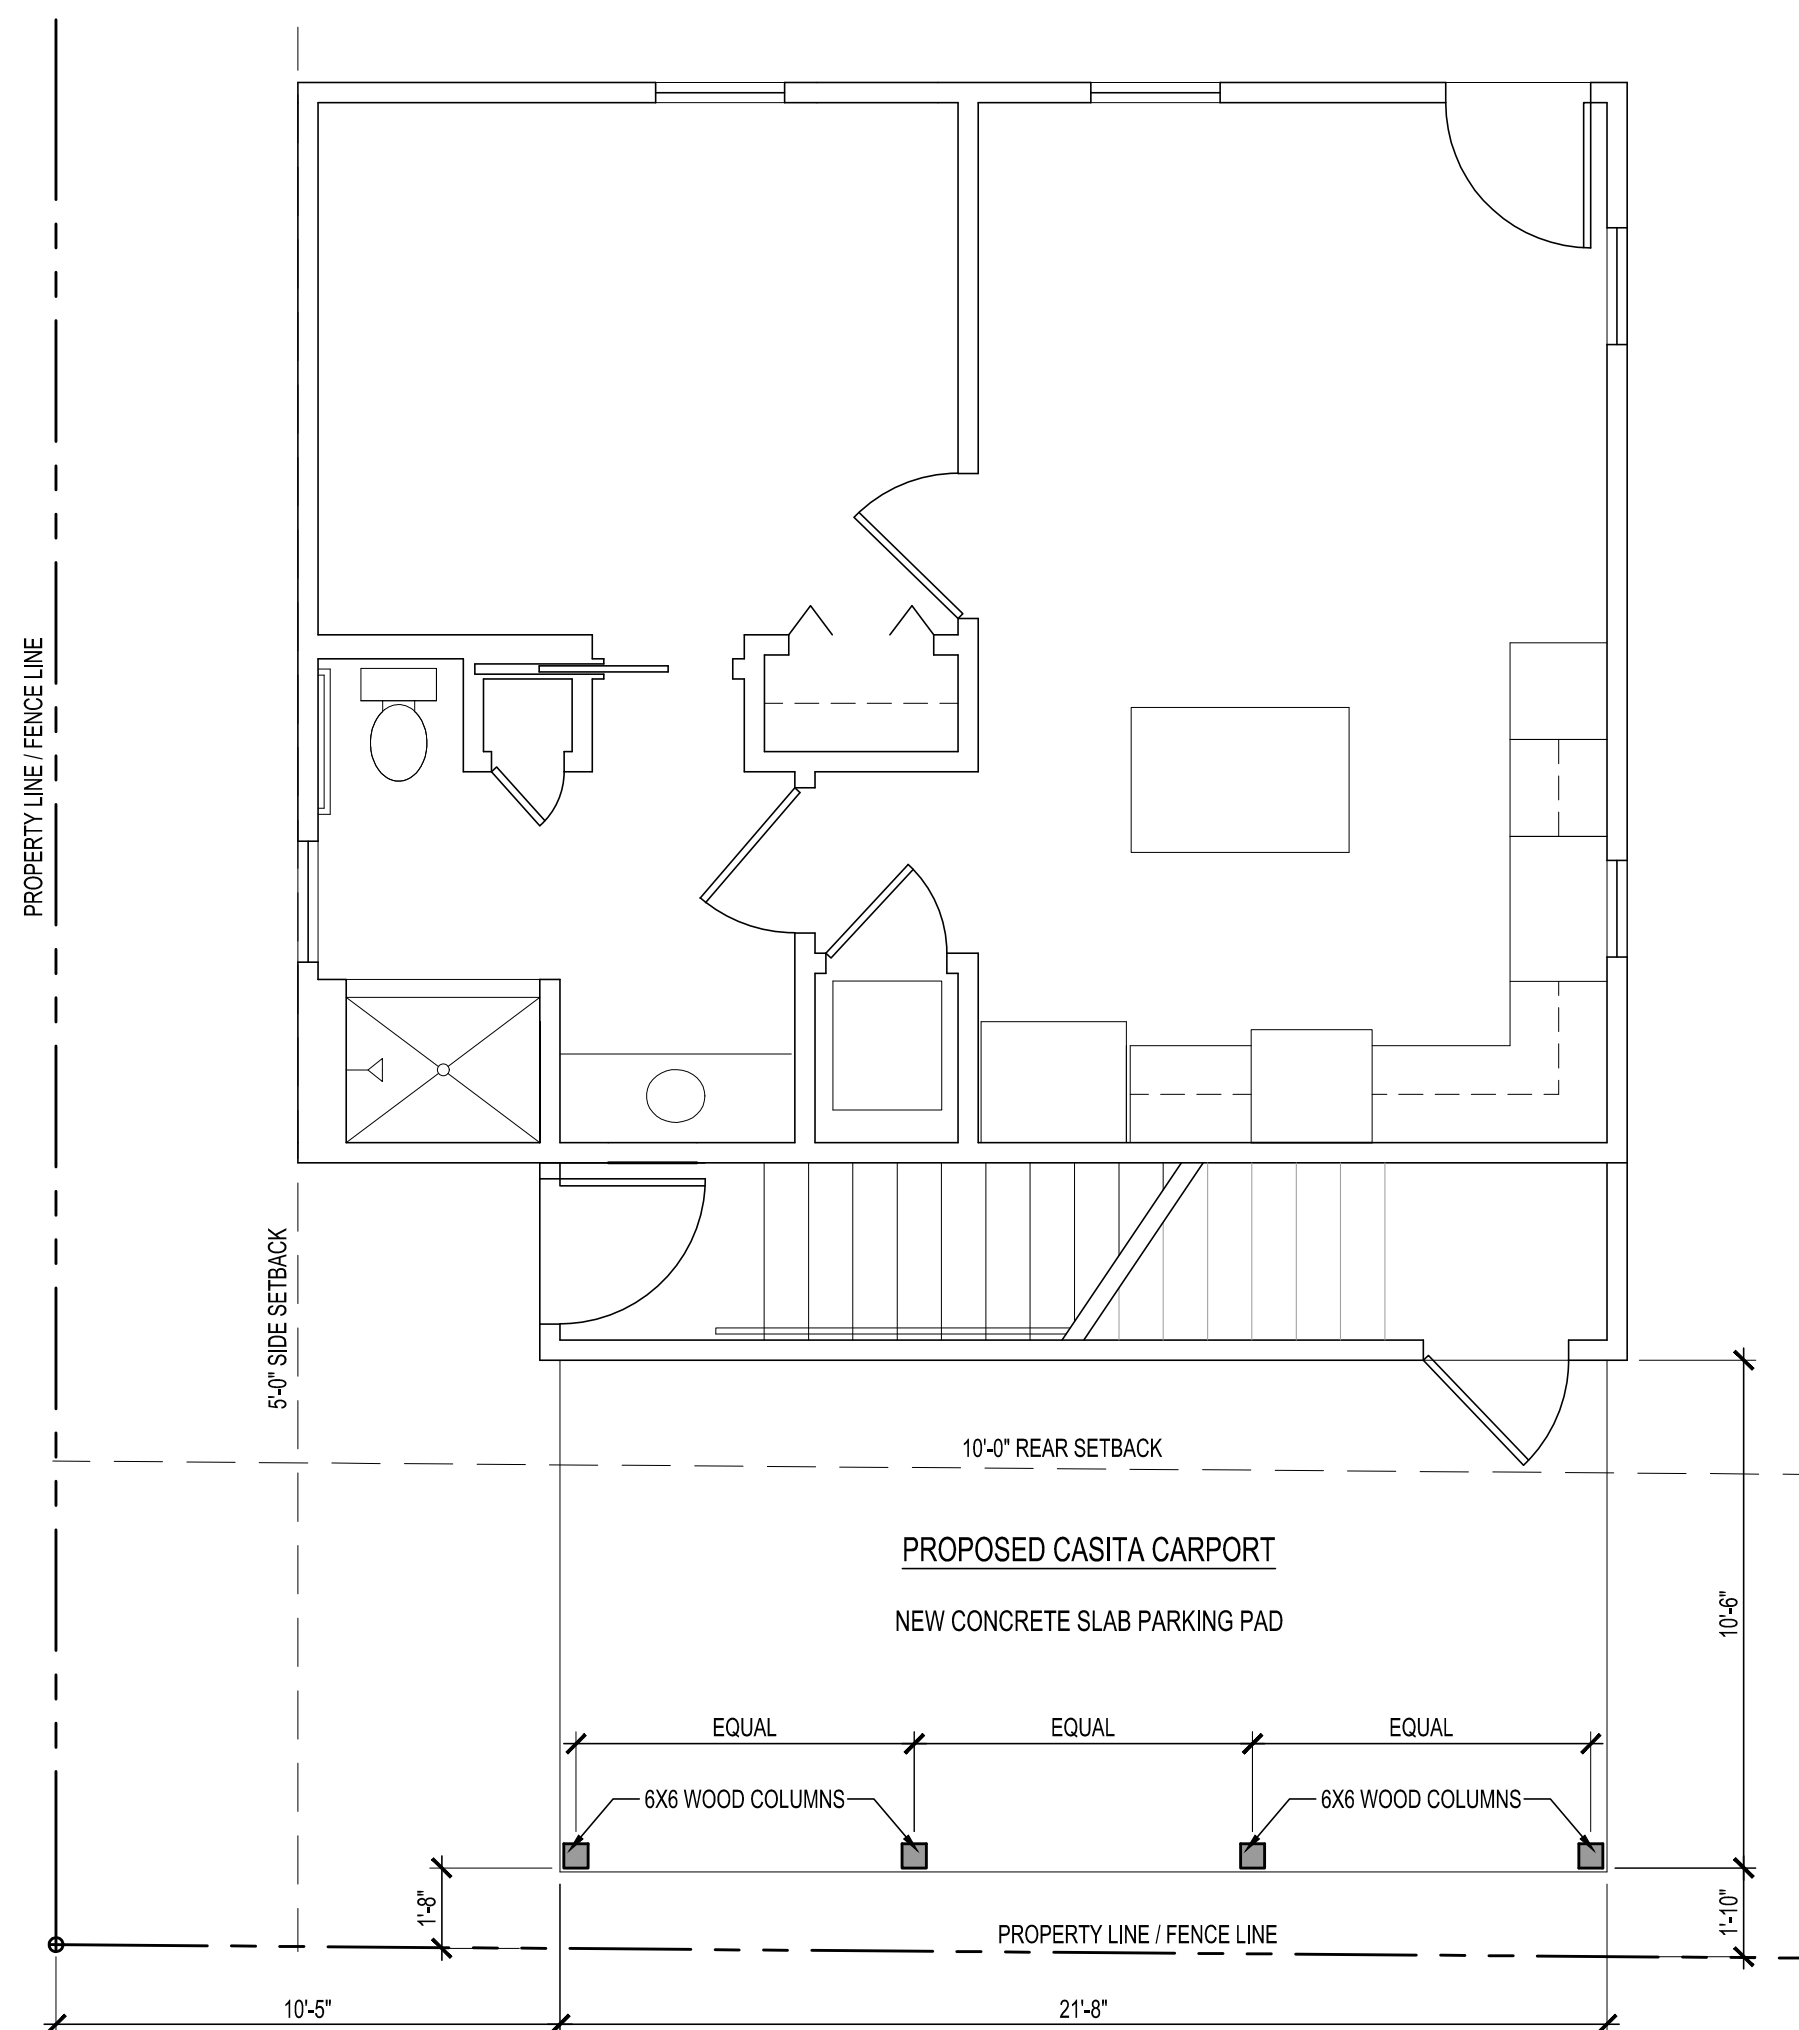 PROPERTY LINE / FENCE LINE
5'-0" SIDE SETBACK
10'-0" REAR SETBACK
PROPOSED CASITA CARPORT
NEW CONCRETE SLAB PARKING PAD
10'-6"
EQUAL
EQUAL
EQUAL
6X6 WOOD COLUMNS
6X6 WOOD COLUMNS
1'-8"
1'-10"
PROPERTY LINE / FENCE LINE
10'-5"
21'-8"